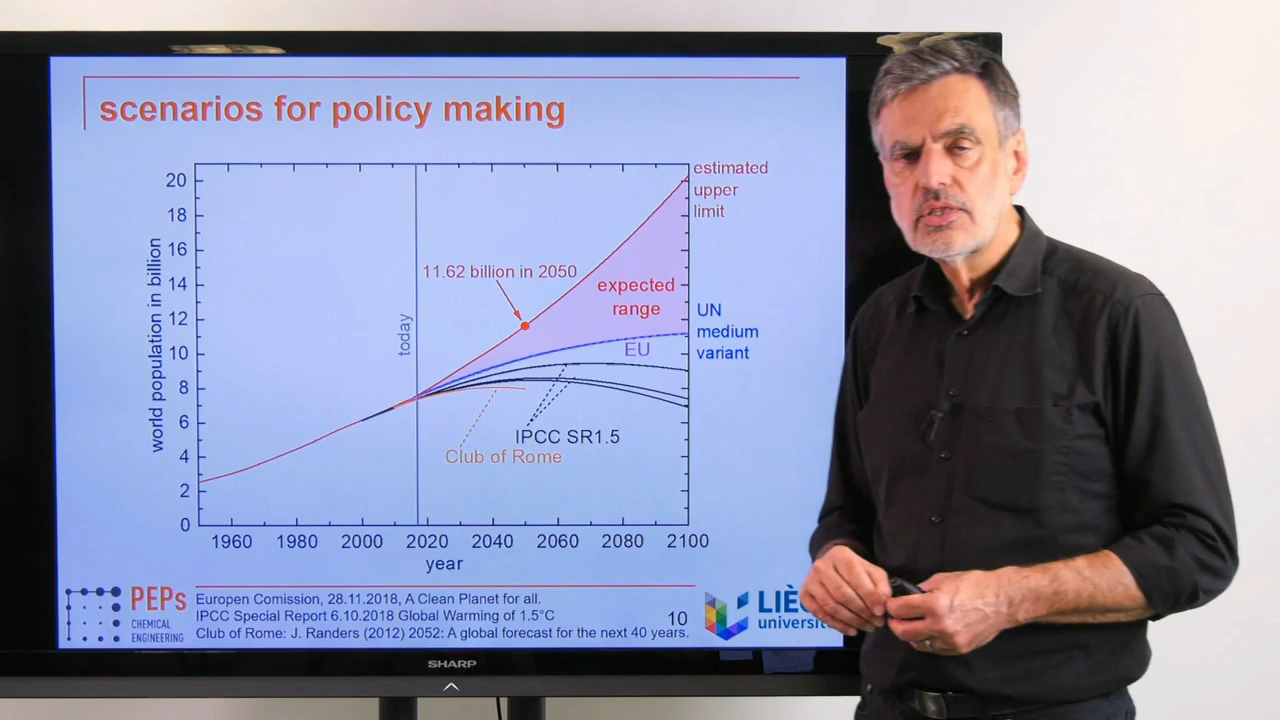 scenarios for policy making
estimated
upper
limit
20
18
16
14
12
10
8
6
4
2
0
world population in billion
11.62 billion in 2050
expected
range
today
UN
medium
variant
EU
IPCC SR1.5
Club of Rome
1960 1980 2000 2020 2040 2060 2080 2100
year
PEPs
CHEMICAL
ENGINEERING
Europen Comission, 28.11.2018, A Clean Planet for all.
IPCC Special Report 6.10.2018 Global Warming of 1.5°C
Club of Rome: J. Randers (2012) 2052: A global forecast for the next 40 years.
10
SHARP